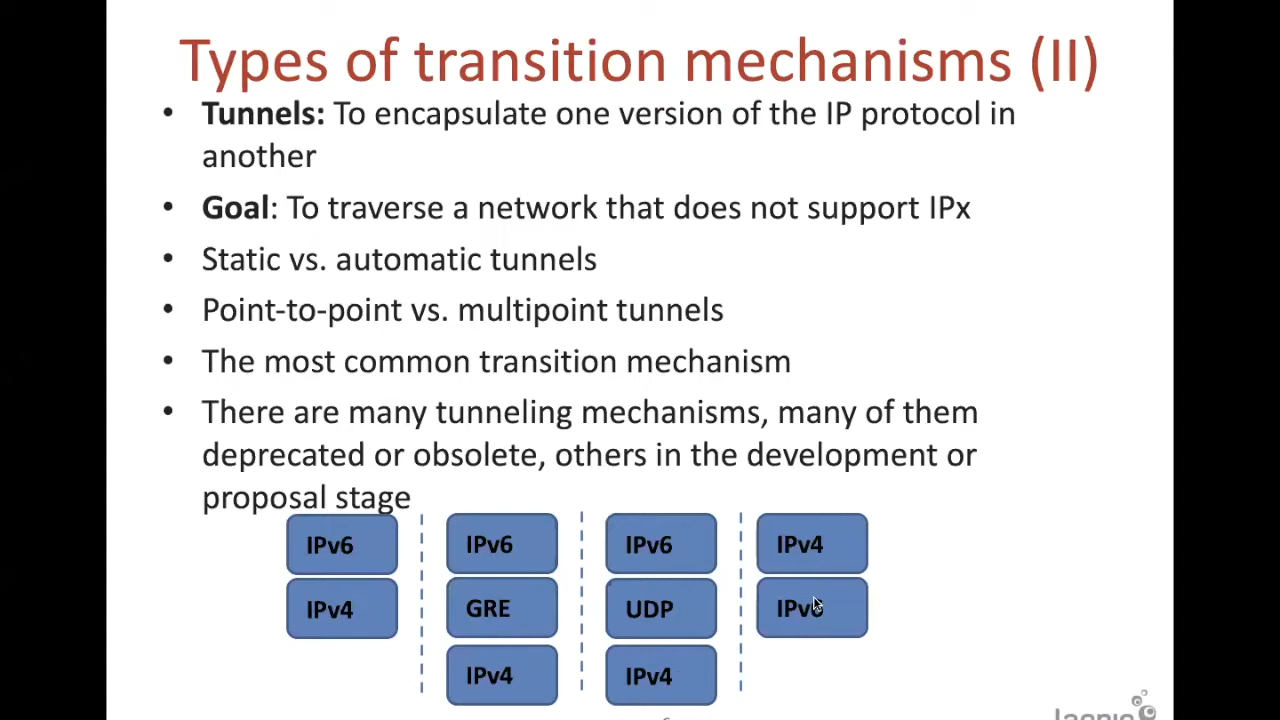 Types of transition mechanisms (II)
• Tunnels: To encapsulate one version of the IP protocol in
another
• Goal: To traverse a network that does not support IPx
• Static vs. automatic tunnels
• Point-to-point vs. multipoint tunnels
• The most common transition mechanism
• There are many tunneling mechanisms, many of them
deprecated or obsolete, others in the development or
proposal stage
IPv6 IPv6 IPv6 IPv4
IPv4 GRE UDP IPv6
IPv4 IPv4